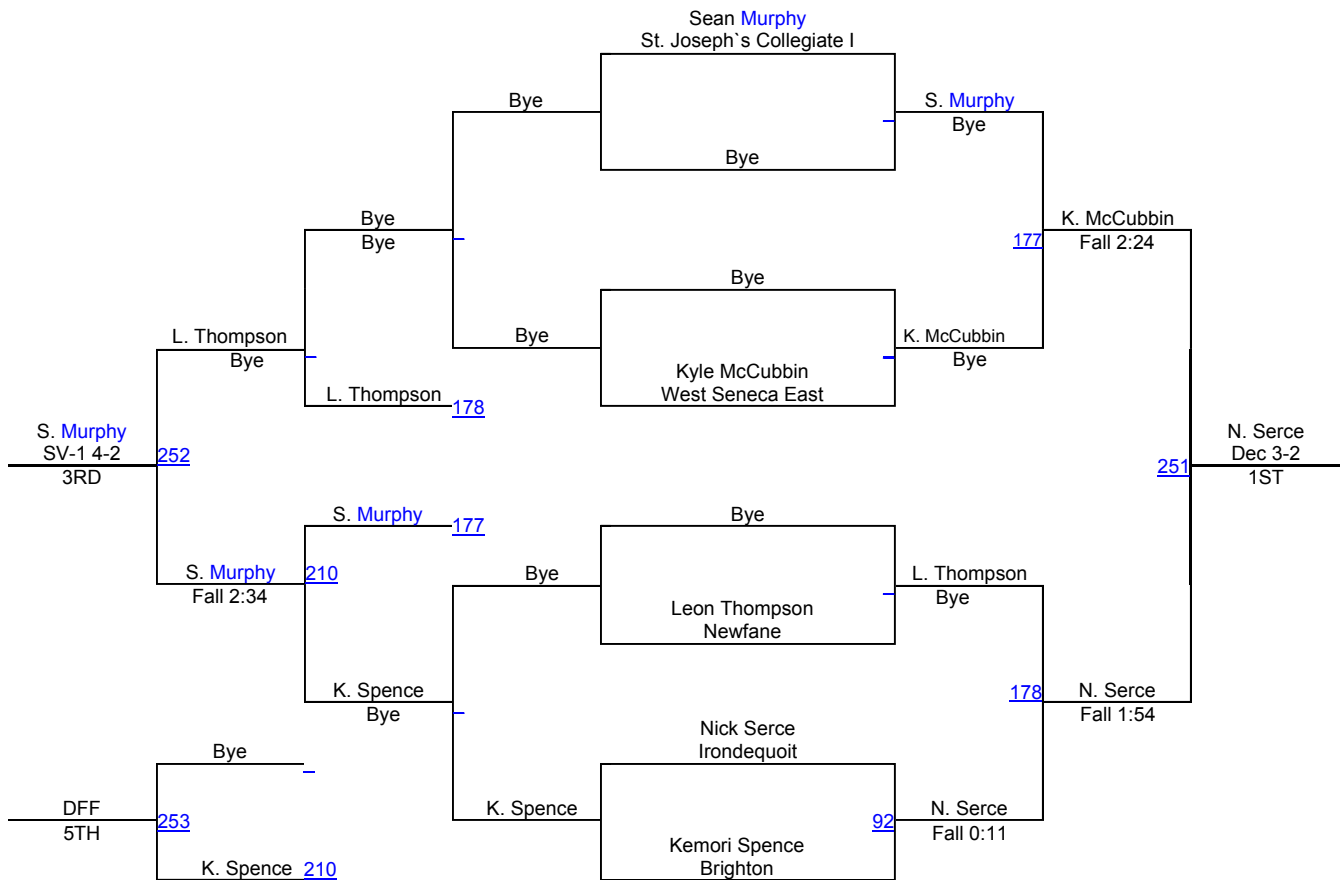 Sean Murphy
St. Joseph`s Collegiate I
Bye
S. Murphy
Bye
Bye
Bye
Bye
K. McCubbin
177
Fall 2:24
Bye
L. Thompson
Bye
Bye
K. McCubbin
Bye
Kyle McCubbin
West Seneca East
L. Thompson
178
S. Murphy
SV-1 4-2
3RD
252
N. Serce
Dec 3-2
1ST
251
S. Murphy
177
Bye
S. Murphy
210
Fall 2:34
Bye
L. Thompson
Bye
Leon Thompson
Newfane
K. Spence
Bye
178
N. Serce
Fall 1:54
Nick Serce
Irondequoit
Bye
DFF
5TH
253
K. Spence
92
N. Serce
Fall 0:11
Kemori Spence
Brighton
K. Spence
210